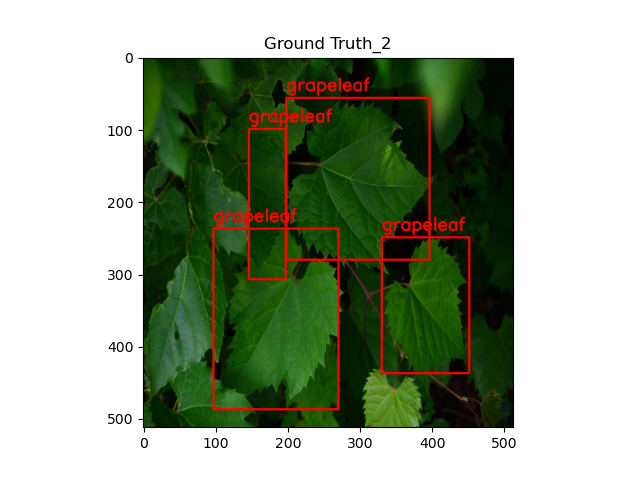 Ground Truth_2
grapeleaf
grapeleaf
grapeleaf
grapeleaf
0
100
200
300
400
500
0 100 200 300 400 500